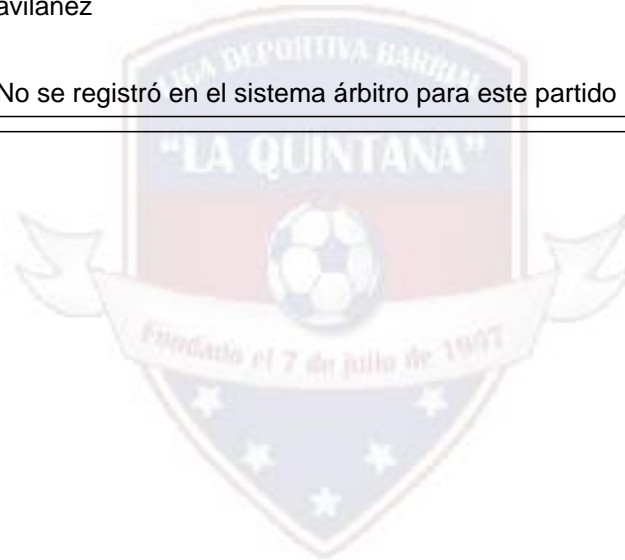 avilanez
No se registró en el sistema árbitro para este partido
LIGA DEPORTIVA BARRIAL
"LA QUINTANA"
Fundado el 7 de julio de